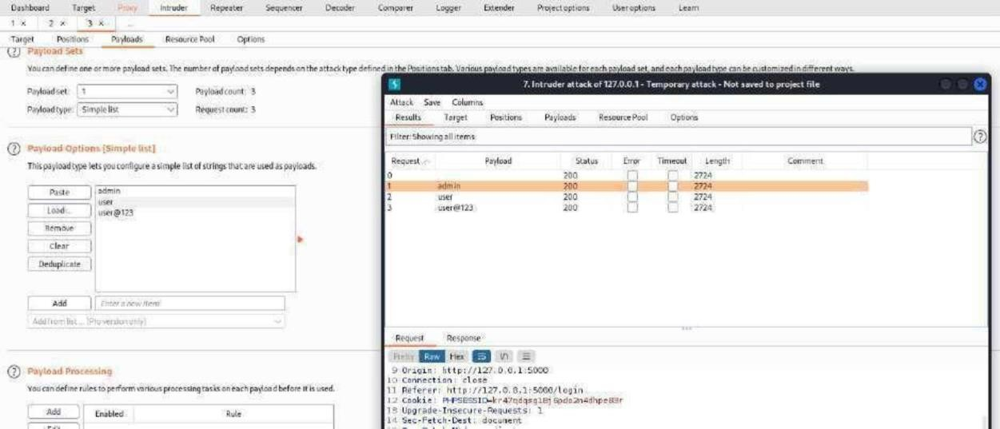 Dashboard Target Proxy Intruder Repeater Sequencer Decoder Comparer Logger Extender Project options User options Learn
1 × 2 × 3 × ...
Target Positions Payloads Resource Pool Options
Payload Sets
You can define one or more payload sets. The number of payload sets depends on the attack type defined in the Positions tab. Various payload types are available for each payload set, and each payload type can be customized in different ways.
Payload set: 1 Payload count: 3
Payload type: Simple list Request count: 3
Payload Options [Simple list]
This payload type lets you configure a simple list of strings that are used as payloads.
Paste
Load...
Remove
Clear
Deduplicate
admin
user
user@123
Add Enter a new item
Add from list ... [Pro version only]
Payload Processing
You can define rules to perform various processing tasks on each payload before it is used.
Add Enabled Rule
Edit
7. Intruder attack of 127.0.0.1 - Temporary attack - Not saved to project file
Attack Save Columns
Results Target Positions Payloads Resource Pool Options
Filter: Showing all items
Request Payload Status Error Timeout Length Comment
0 200 2724
1 admin 200 2724
2 user 200 2724
3 user@123 200 2724
Request Response
Pretty Raw Hex \n
9 Origin: http://127.0.0.1:5000
10 Connection: close
11 Referer: http://127.0.0.1:5000/login
12 Cookie:
13 Upgrade-Insecure-Requests: 1
14 Sec-Fetch-Dest: document